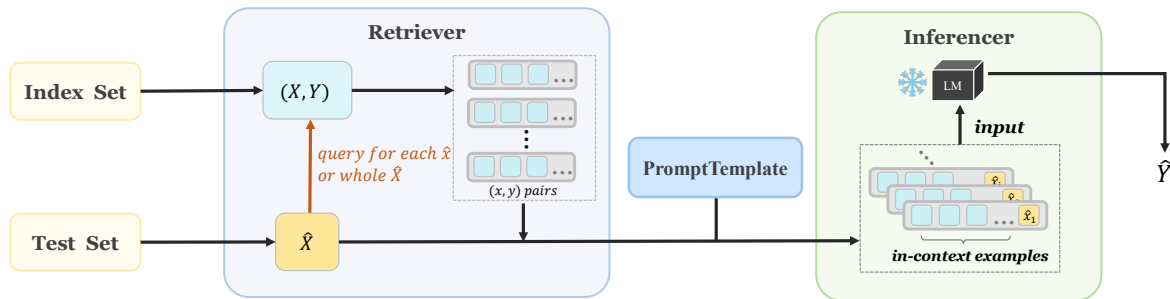 Retriever
Inferencer
Index Set
(X, Y)
...
...
...
(x, y) pairs
query for each x̂
or whole X̂
PromptTemplate
LM
input
Ŷ
Test Set
X̂
... x̂₁
in-context examples